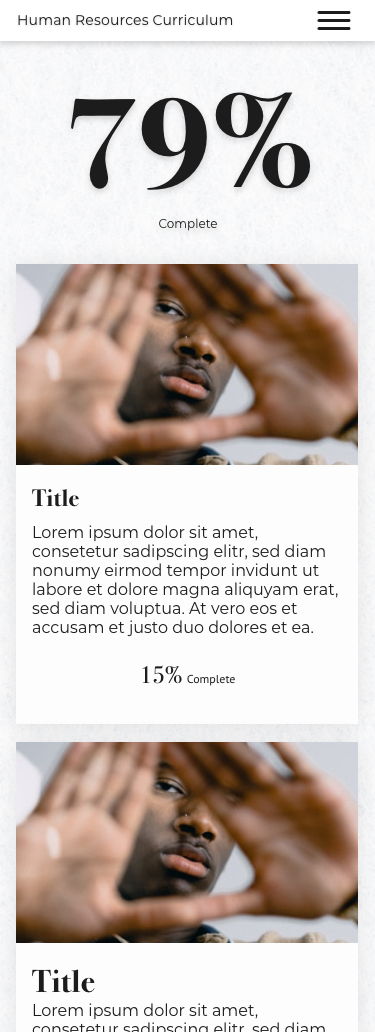 Human Resources Curriculum
79%
Complete
Title
Lorem ipsum dolor sit amet,
consetetur sadipscing elitr, sed diam
nonumy eirmod tempor invidunt ut
labore et dolore magna aliquyam erat,
sed diam voluptua. At vero eos et
accusam et justo duo dolores et ea.
15% Complete
Title
Lorem ipsum dolor sit amet,
consetetur sadipscing elitr, sed diam